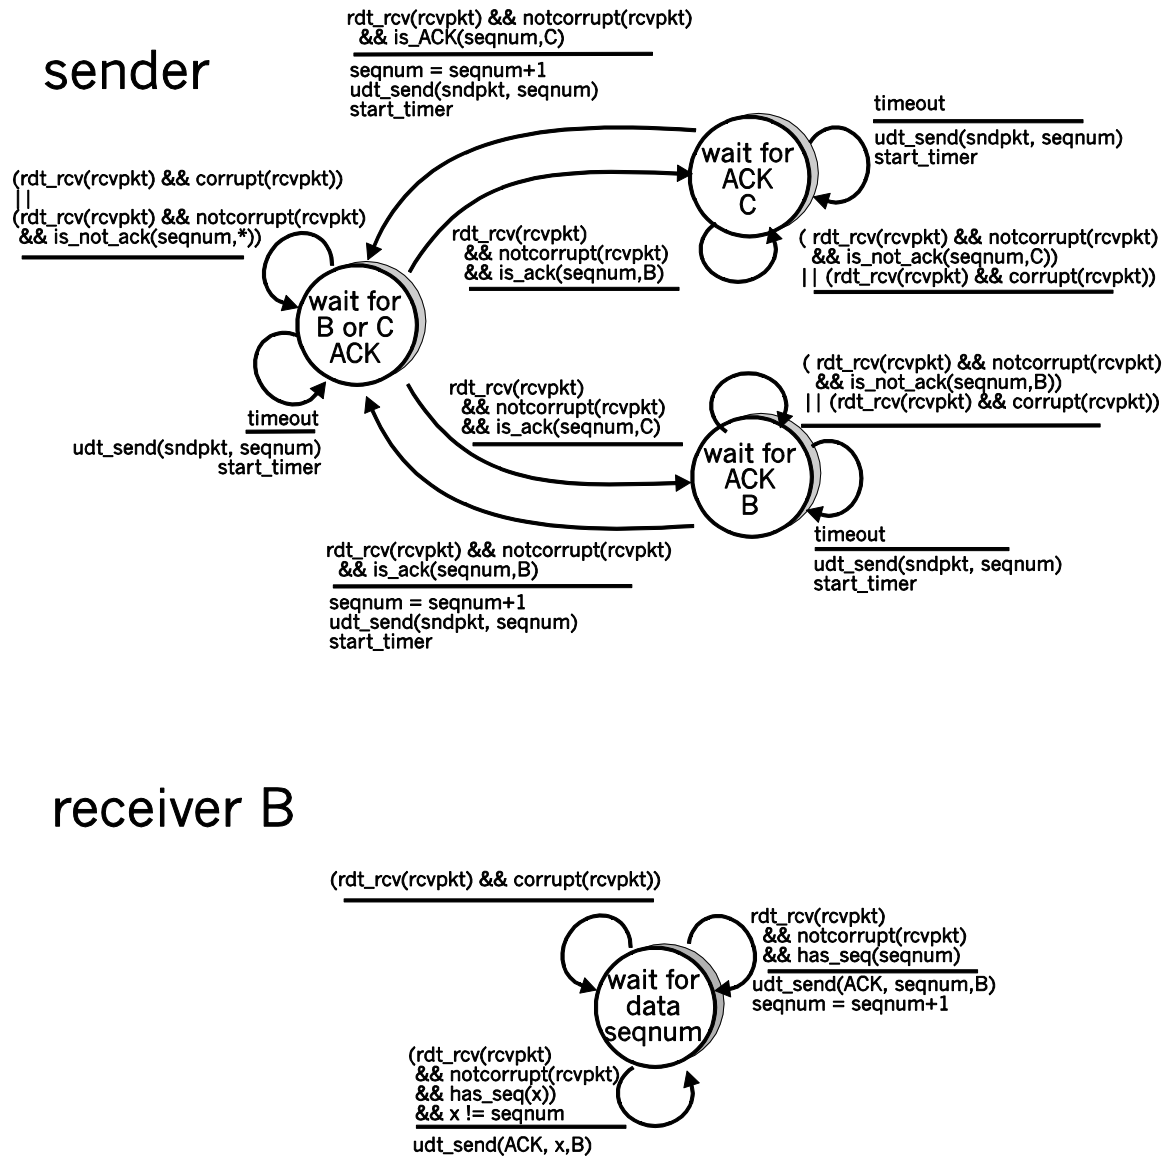 sender
rdt_rcv(rcvpkt) && notcorrupt(rcvpkt)
&& is_ACK(seqnum,C)
seqnum = seqnum+1
udt_send(sndpkt, seqnum)
start_timer
timeout
udt_send(sndpkt, seqnum)
start_timer
wait for
ACK
C
(rdt_rcv(rcvpkt) && corrupt(rcvpkt))
||
(rdt_rcv(rcvpkt) && notcorrupt(rcvpkt)
&& is_not_ack(seqnum,*))
rdt_rcv(rcvpkt)
&& notcorrupt(rcvpkt)
&& is_ack(seqnum,B)
( rdt_rcv(rcvpkt) && notcorrupt(rcvpkt)
&& is_not_ack(seqnum,C))
|| (rdt_rcv(rcvpkt) && corrupt(rcvpkt))
wait for
B or C
ACK
timeout
udt_send(sndpkt, seqnum)
start_timer
rdt_rcv(rcvpkt)
&& notcorrupt(rcvpkt)
&& is_ack(seqnum,C)
( rdt_rcv(rcvpkt) && notcorrupt(rcvpkt)
&& is_not_ack(seqnum,B))
|| (rdt_rcv(rcvpkt) && corrupt(rcvpkt))
wait for
ACK
B
timeout
udt_send(sndpkt, seqnum)
start_timer
rdt_rcv(rcvpkt) && notcorrupt(rcvpkt)
&& is_ack(seqnum,B)
seqnum = seqnum+1
udt_send(sndpkt, seqnum)
start_timer
receiver B
(rdt_rcv(rcvpkt) && corrupt(rcvpkt))
rdt_rcv(rcvpkt)
&& notcorrupt(rcvpkt)
&& has_seq(seqnum)
udt_send(ACK, seqnum,B)
seqnum = seqnum+1
wait for
data
seqnum
(rdt_rcv(rcvpkt)
&& notcorrupt(rcvpkt)
&& has_seq(x))
&& x != seqnum
udt_send(ACK, x,B)